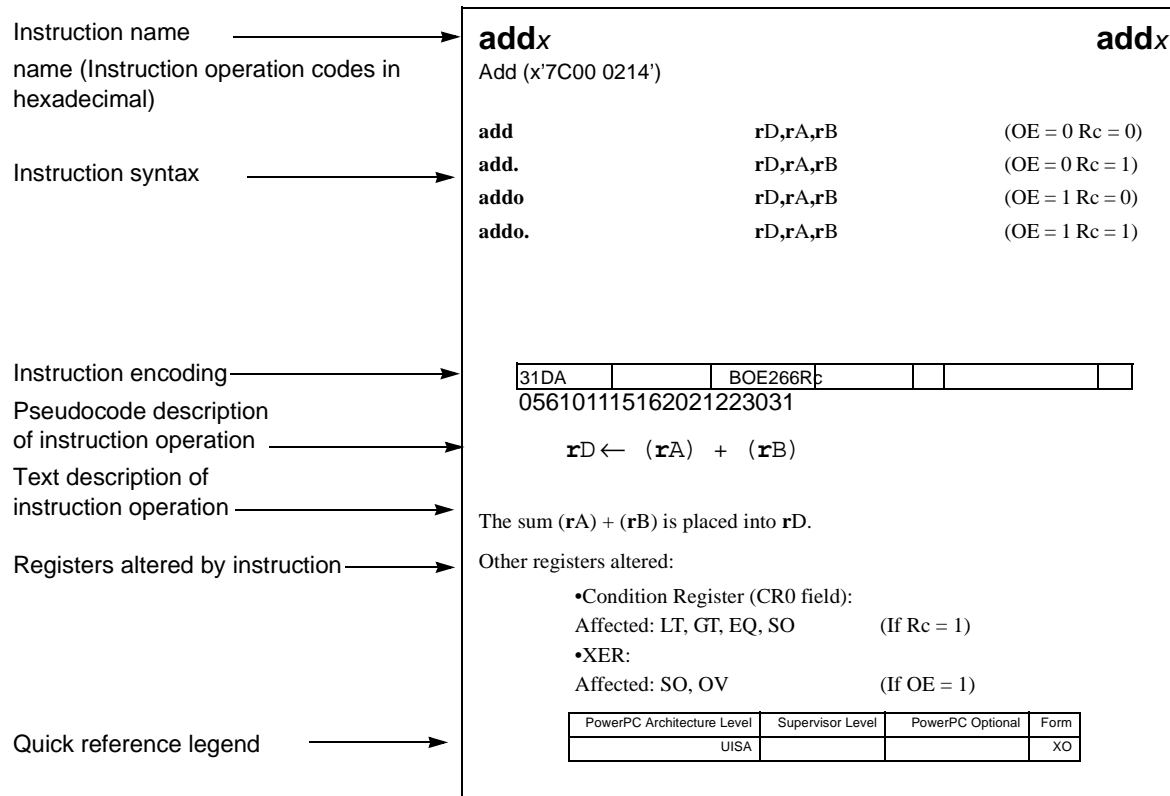 Instruction name
name (Instruction operation codes in
hexadecimal)
Instruction syntax
Instruction encoding
Pseudocode description
of instruction operation
Text description of
instruction operation
Registers altered by instruction
Quick reference legend
addx addx
Add (x'7C00 0214')
add rD,rA,rB (OE = 0 Rc = 0)
add. rD,rA,rB (OE = 0 Rc = 1)
addo rD,rA,rB (OE = 1 Rc = 0)
addo. rD,rA,rB (OE = 1 Rc = 1)
31DA BOE266Rc
056101115162021223031
rD ← (rA) + (rB)
The sum (rA) + (rB) is placed into rD.
Other registers altered:
•Condition Register (CR0 field):
Affected: LT, GT, EQ, SO (If Rc = 1)
•XER:
Affected: SO, OV (If OE = 1)
PowerPC Architecture Level Supervisor Level PowerPC Optional Form
UISA XO